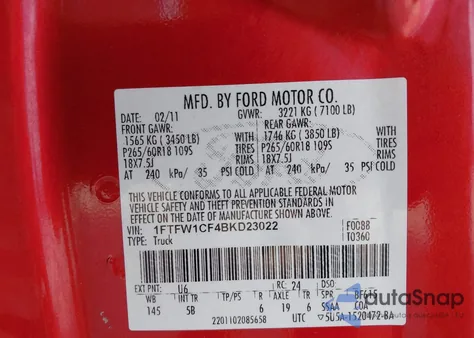 MFD. BY FORD MOTOR CO.
DATE: 02/11 GVWR: 3221 KG ( 7100 LB)
FRONT GAWR: REAR GAWR:
1565 KG ( 3450 LB) WITH 1746 KG ( 3850 LB) WITH
P265/60R18 109S TIRES P265/60R18 109S TIRES
18X7.5J RIMS 18X7.5J RIMS
AT 240 kPa/ 35 PSI COLD AT 240 kPa/ 35 PSI COLD
THIS VEHICLE CONFORMS TO ALL APPLICABLE FEDERAL MOTOR
VEHICLE SAFETY AND THEFT PREVENTION STANDARDS IN
EFFECT ON THE DATE OF MANUFACTURE SHOWN ABOVE.
VIN: 1FTFW1CF4BKD23022 F0088
TYPE: Truck T0360
EXT PNT: U6 RC: 24 DSO:
WB INT TR TP/PS R AXLE TR SPR BF61S
145 5B 6 19 6 SSAA COA
2201102085658 UTC 5U5A-1520472-BA
autoSnap